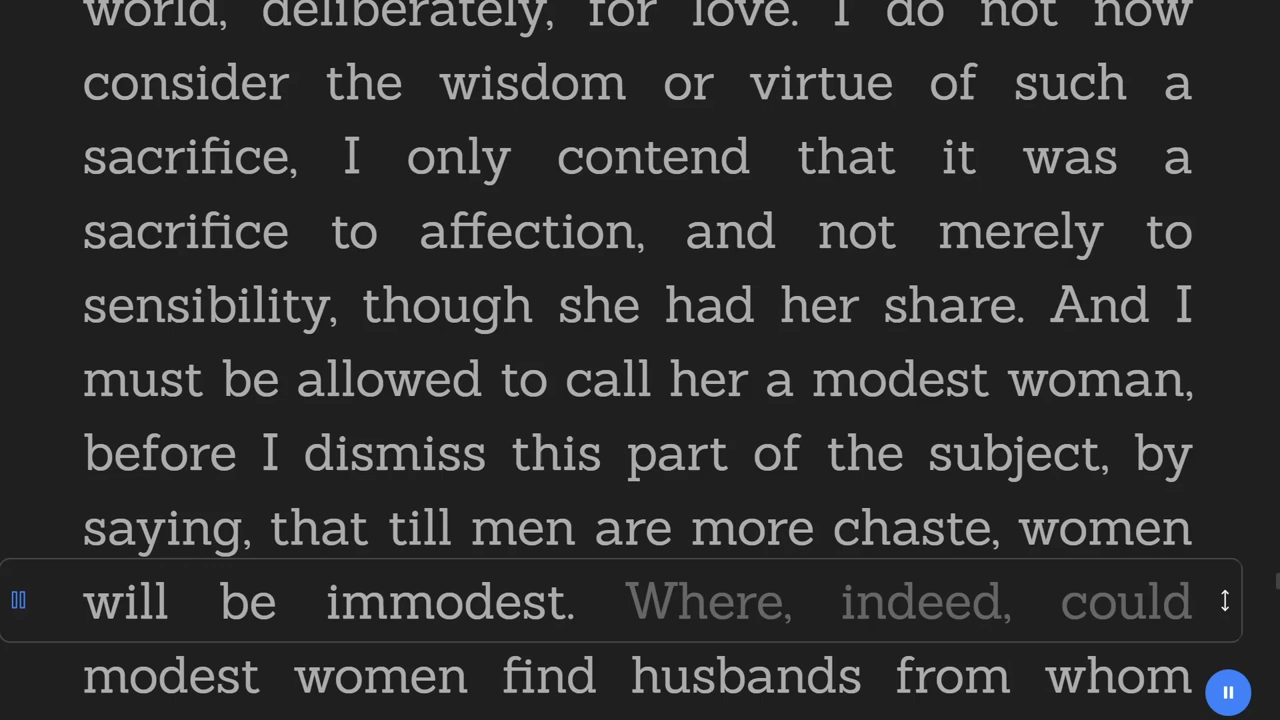 world, deliberately, for love. I do not now
consider the wisdom or virtue of such a
sacrifice, I only contend that it was a
sacrifice to affection, and not merely to
sensibility, though she had her share. And I
must be allowed to call her a modest woman,
before I dismiss this part of the subject, by
saying, that till men are more chaste, women
will be immodest. Where, indeed, could
modest women find husbands from whom